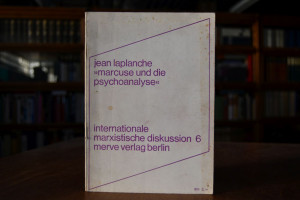 jean laplanche
»marcuse und die
psychoanalyse«
internationale
marxistische diskussion 6
merve verlag berlin